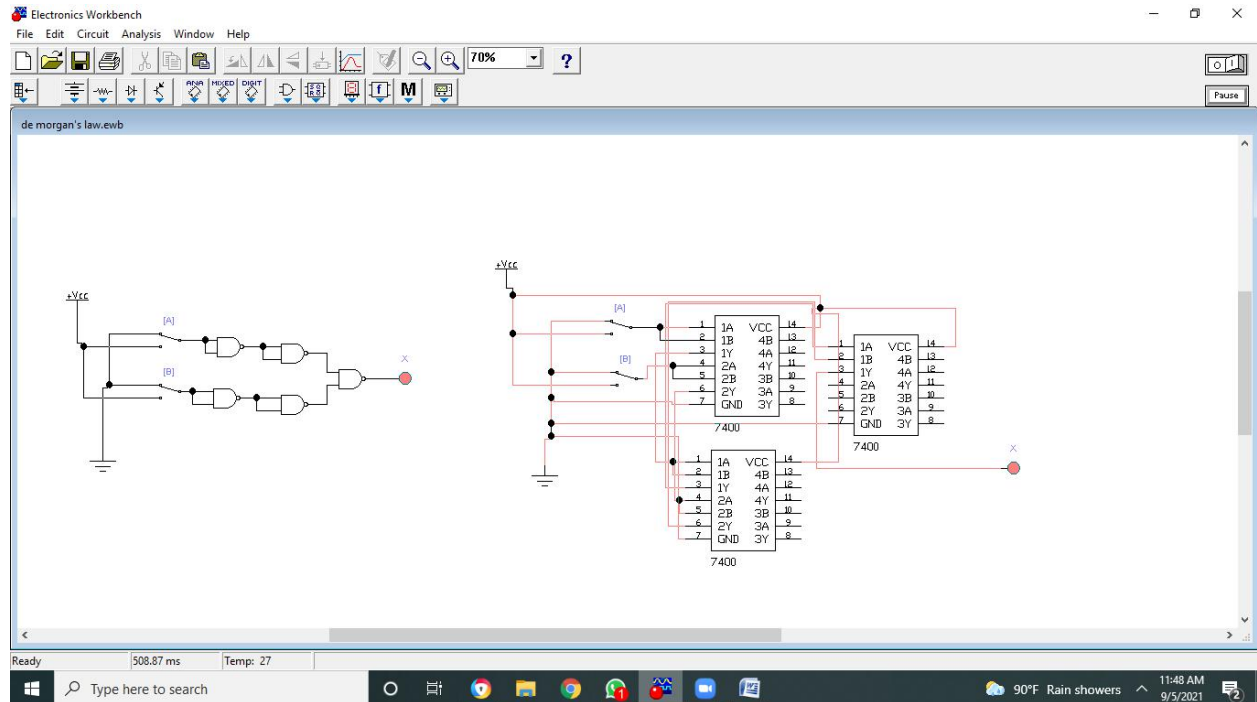 Electronics Workbench
File Edit Circuit Analysis Window Help
70%
?
ANA MIXED DIGIT
M
Pause
de morgan's law.ewb
+Vcc
[A]
[B]
X
+Vcc
[A]
[B]
1 1A VCC 14
2 1B 4B 13
3 1Y 4A 12
4 2A 4Y 11
5 2B 3B 10
6 2Y 3A 9
7 GND 3Y 8
7400
1 1A VCC 14
2 1B 4B 13
3 1Y 4A 12
4 2A 4Y 11
5 2B 3B 10
6 2Y 3A 9
7 GND 3Y 8
7400
X
1 1A VCC 14
2 1B 4B 13
3 1Y 4A 12
4 2A 4Y 11
5 2B 3B 10
6 2Y 3A 9
7 GND 3Y 8
7400
Ready 508.87 ms Temp: 27
Type here to search
1
90°F Rain showers
11:48 AM
9/5/2021
2